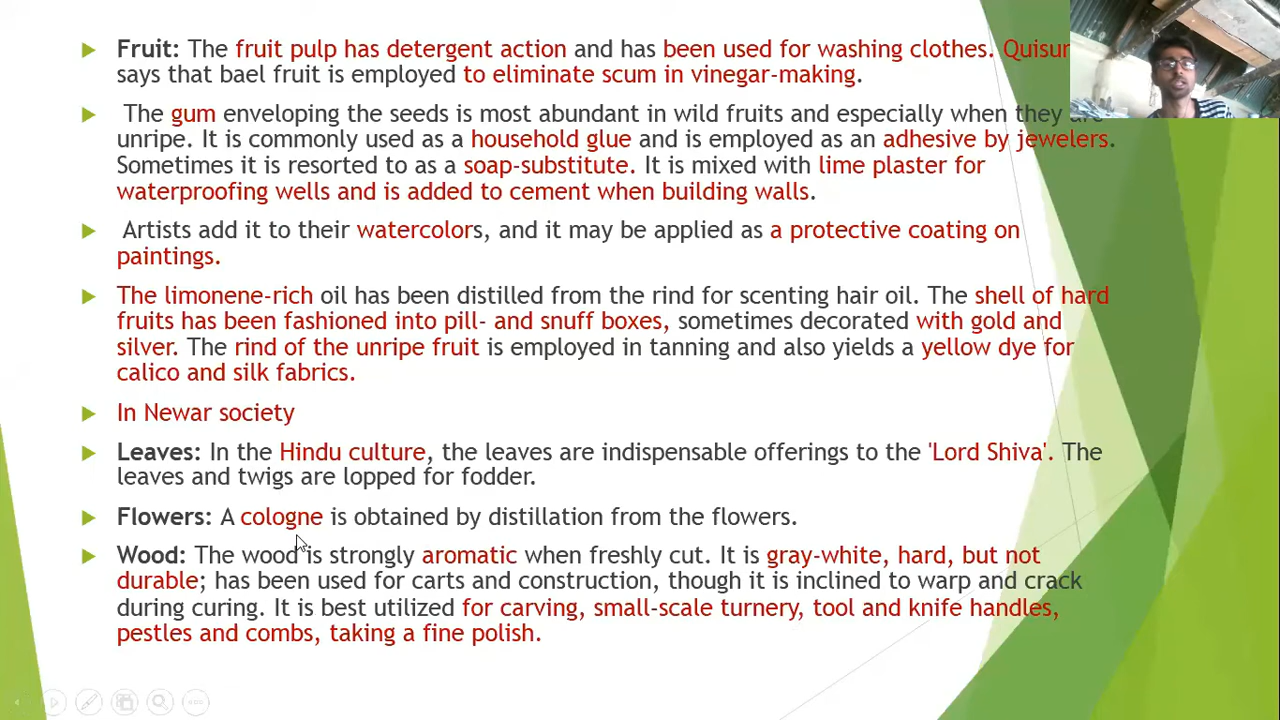 Fruit: The fruit pulp has detergent action and has been used for washing clothes. Quisum
says that bael fruit is employed to eliminate scum in vinegar-making.
The gum enveloping the seeds is most abundant in wild fruits and especially when they are
unripe. It is commonly used as a household glue and is employed as an adhesive by jewelers.
Sometimes it is resorted to as a soap-substitute. It is mixed with lime plaster for
waterproofing wells and is added to cement when building walls.
Artists add it to their watercolors, and it may be applied as a protective coating on
paintings.
The limonene-rich oil has been distilled from the rind for scenting hair oil. The shell of hard
fruits has been fashioned into pill- and snuff boxes, sometimes decorated with gold and
silver. The rind of the unripe fruit is employed in tanning and also yields a yellow dye for
calico and silk fabrics.
In Newar society
Leaves: In the Hindu culture, the leaves are indispensable offerings to the 'Lord Shiva'. The
leaves and twigs are lopped for fodder.
Flowers: A cologne is obtained by distillation from the flowers.
Wood: The wood is strongly aromatic when freshly cut. It is gray-white, hard, but not
durable; has been used for carts and construction, though it is inclined to warp and crack
during curing. It is best utilized for carving, small-scale turnery, tool and knife handles,
pestles and combs, taking a fine polish.